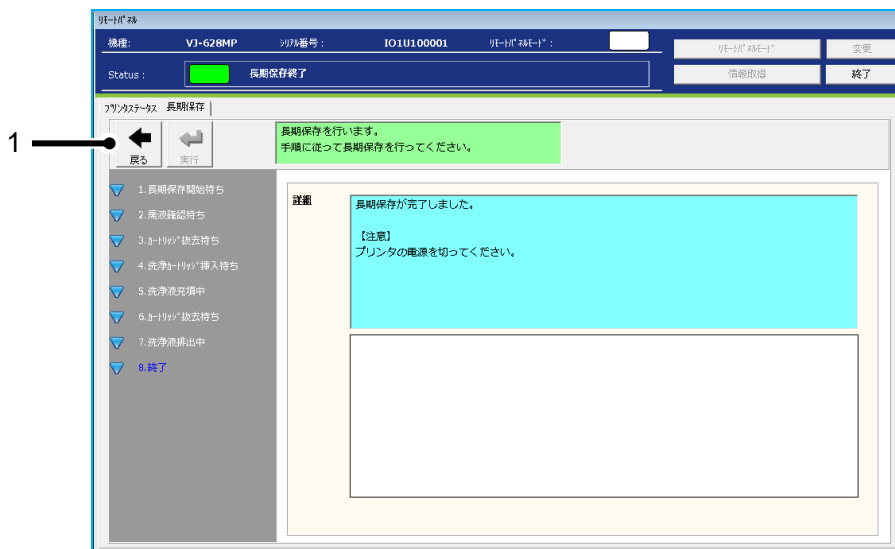 ﾘﾓｰﾄﾊﾟﾈﾙ
機種: VJ-628MP ｼﾘｱﾙ番号: IO1U100001 ﾘﾓｰﾄﾊﾟﾈﾙﾓｰﾄﾞ: ﾘﾓｰﾄﾊﾟﾈﾙﾓｰﾄﾞ 変更
Status: 長期保存終了 情報取得 終了
ﾌﾟﾘﾝﾀｽﾃｰﾀｽ 長期保存
1
戻る 実行
長期保存を行います。
手順に従って長期保存を行ってください。
1.長期保存開始待ち
2.廃液確認待ち
3.ｶｰﾄﾘｯｼﾞ抜去待ち
4.洗浄ｶｰﾄﾘｯｼﾞ挿入待ち
5.洗浄液充填中
6.ｶｰﾄﾘｯｼﾞ抜去待ち
7.洗浄液排出中
8.終了
詳細
長期保存が完了しました。
【注意】
プリンタの電源を切ってください。